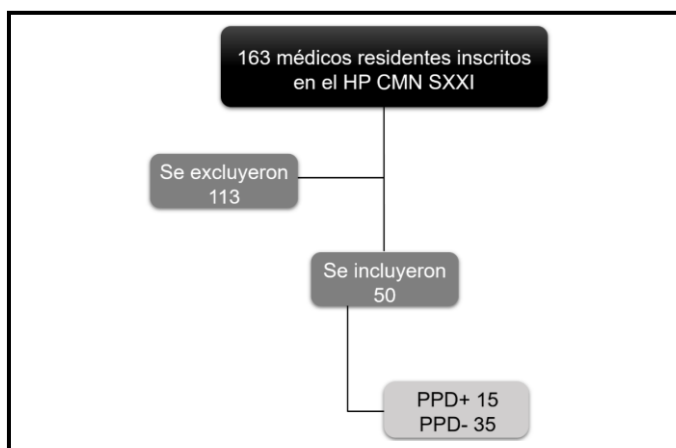 163 médicos residentes inscritos
en el HP CMN SXXI
Se excluyeron
113
Se incluyeron
50
PPD+ 15
PPD- 35